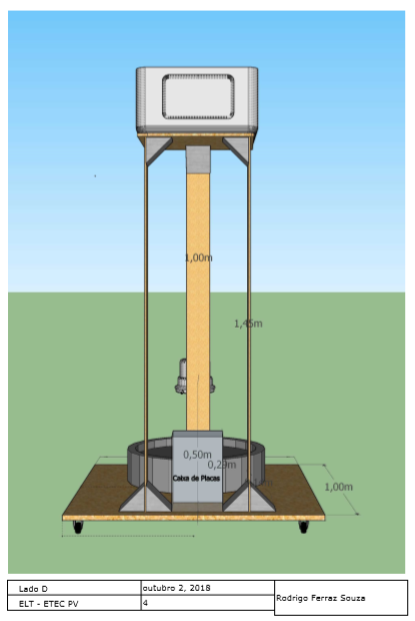 1,00m
1,45m
0,50m
0,29m
Caixa de Placas
1,00m
Lado D
outubro 2, 2018
ELT - ETEC PV
4
Rodrigo Ferraz Souza